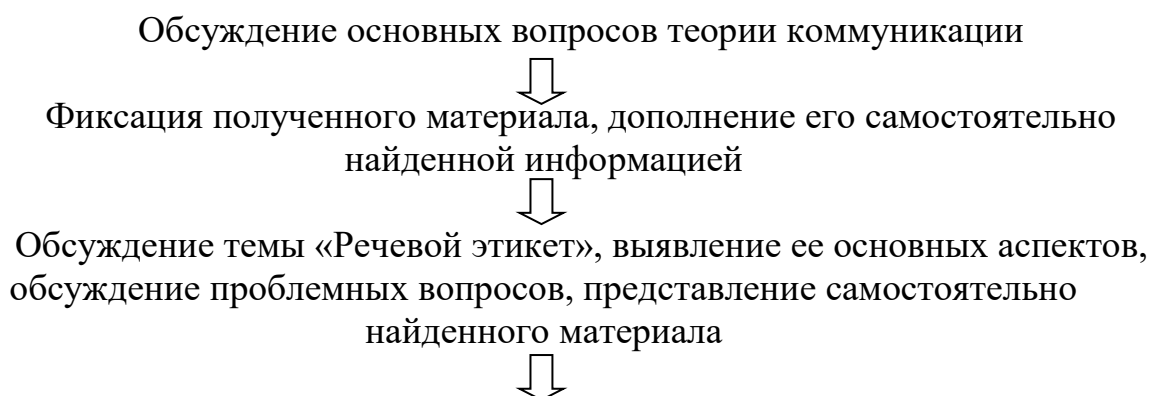 Обсуждение основных вопросов теории коммуникации
Фиксация полученного материала, дополнение его самостоятельно
найденной информацией
Обсуждение темы «Речевой этикет», выявление ее основных аспектов,
обсуждение проблемных вопросов, представление самостоятельно
найденного материала